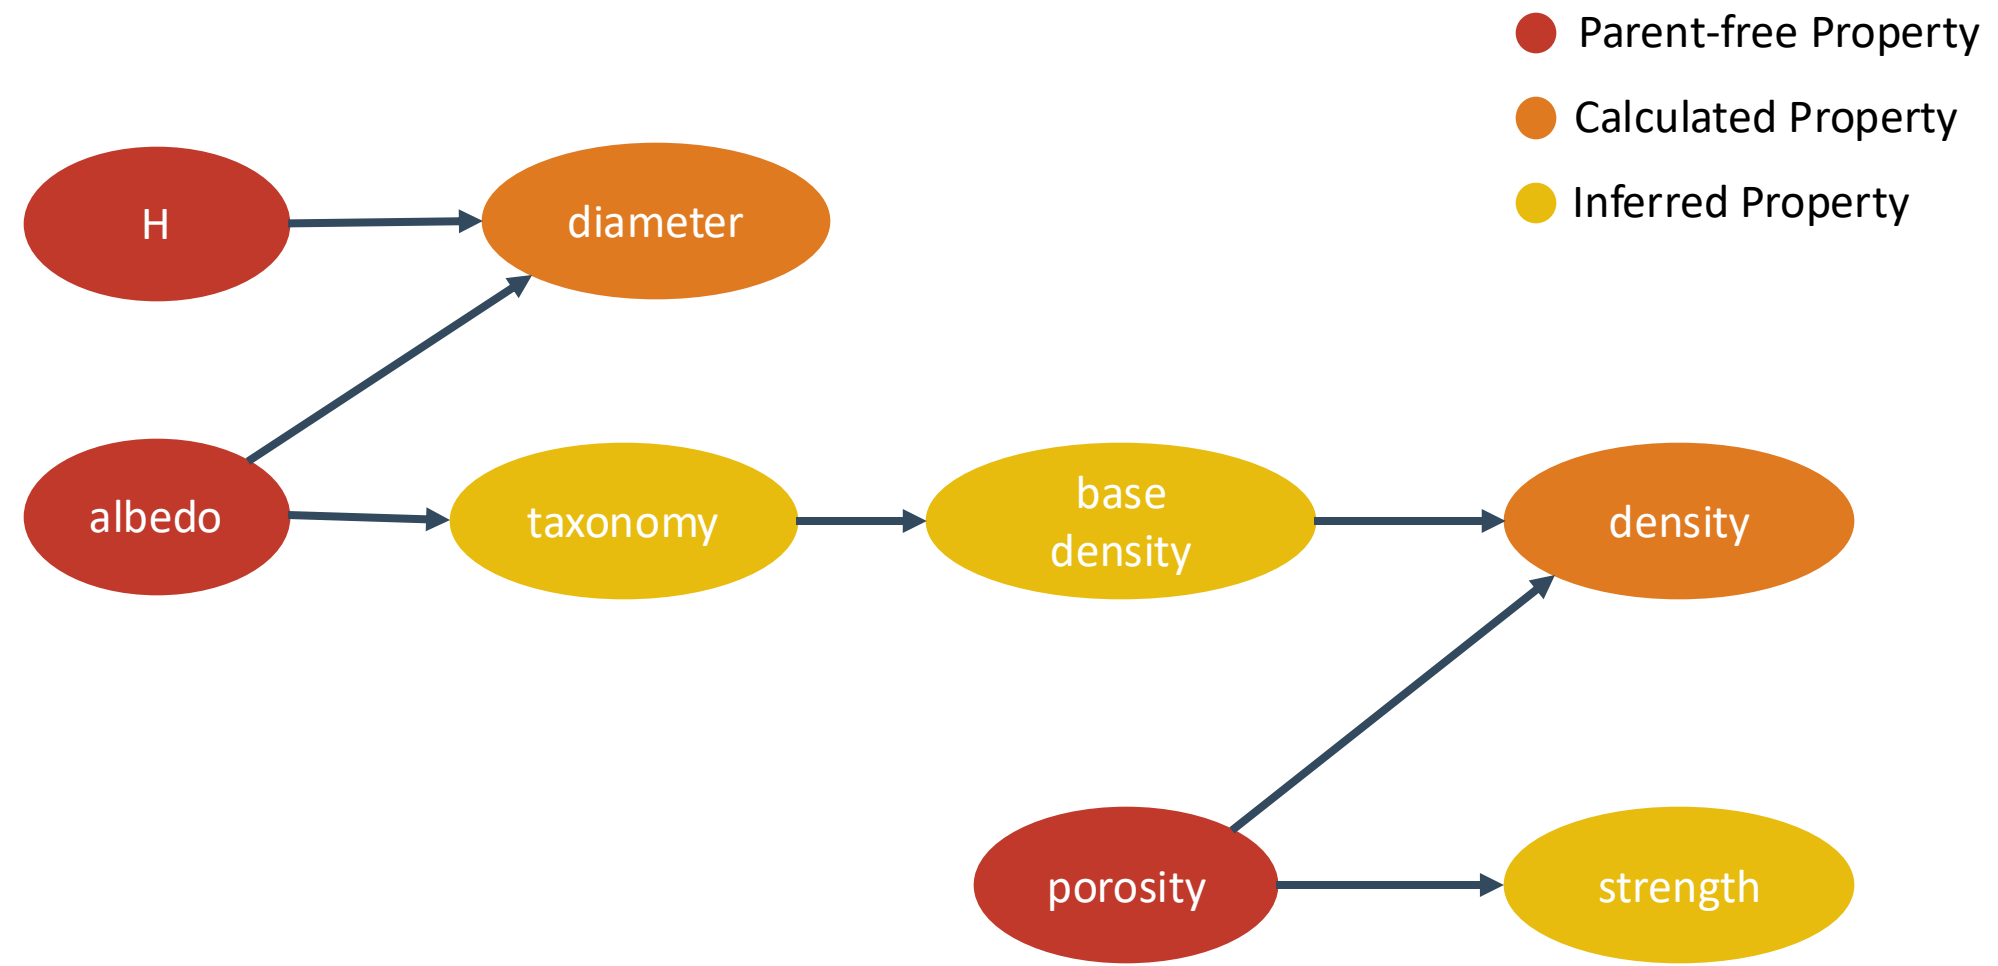 Parent-free Property
Calculated Property
Inferred Property
H
diameter
albedo
taxonomy
base
density
density
porosity
strength